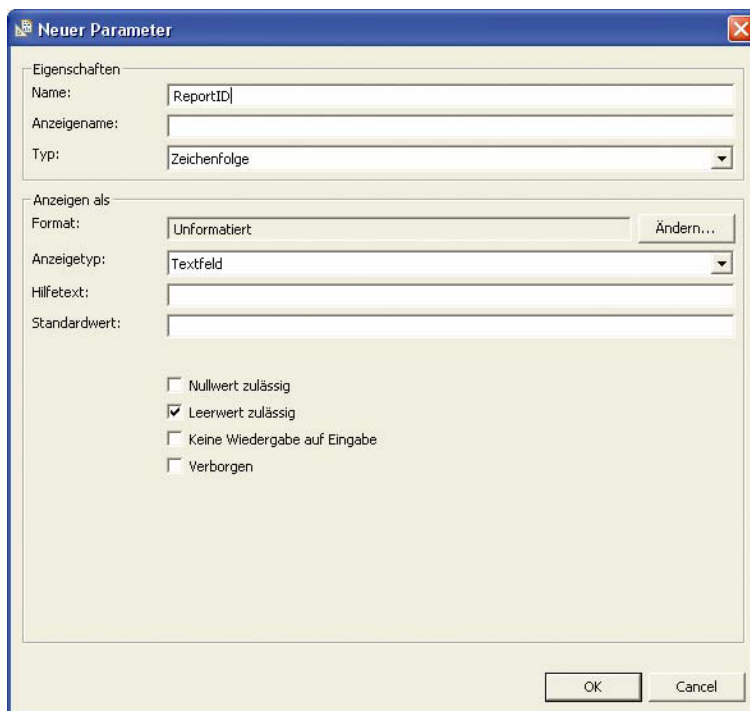 Neuer Parameter
Eigenschaften
Name: ReportID
Anzeigename:
Typ: Zeichenfolge
Anzeigen als
Format: Unformatiert Ändern...
Anzeigetyp: Textfeld
Hilfetext:
Standardwert:
Nullwert zulässig
Leerwert zulässig
Keine Wiedergabe auf Eingabe
Verborgen
OK Cancel